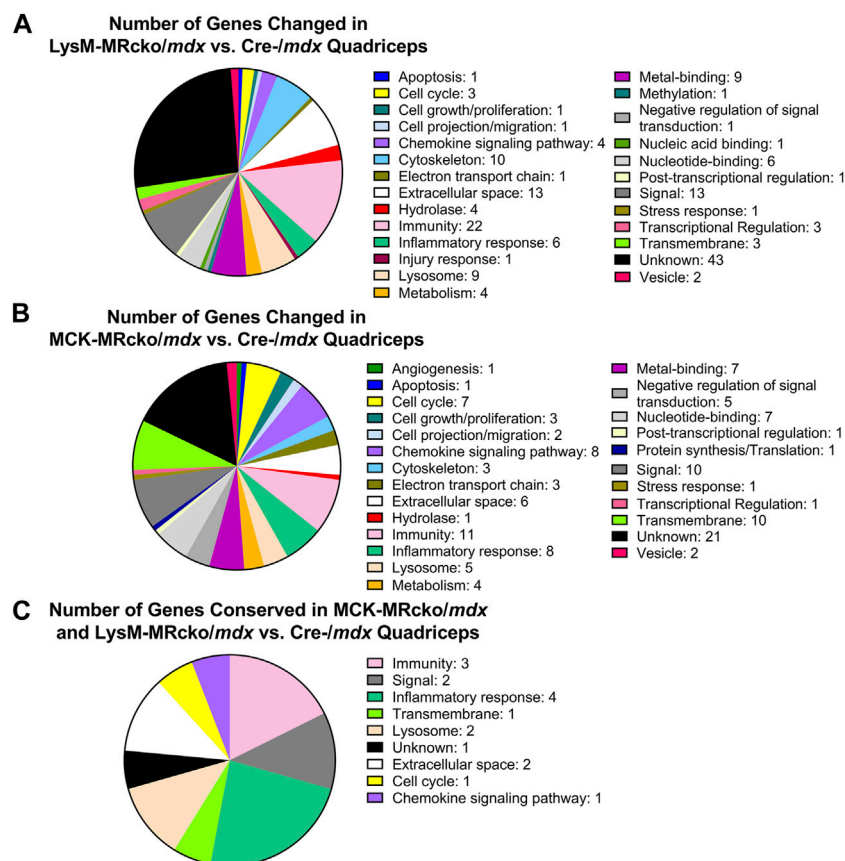 A
Number of Genes Changed in
LysM-MRcko/mdx vs. Cre-/mdx Quadriceps
Apoptosis: 1
Cell cycle: 3
Cell growth/proliferation: 1
Cell projection/migration: 1
Chemokine signaling pathway: 4
Cytoskeleton: 10
Electron transport chain: 1
Extracellular space: 13
Hydrolase: 4
Immunity: 22
Inflammatory response: 6
Injury response: 1
Lysosome: 9
Metabolism: 4
Metal-binding: 9
Methylation: 1
Negative regulation of signal
transduction: 1
Nucleic acid binding: 1
Nucleotide-binding: 6
Post-transcriptional regulation: 1
Signal: 13
Stress response: 1
Transcriptional Regulation: 3
Transmembrane: 3
Unknown: 43
Vesicle: 2
B
Number of Genes Changed in
MCK-MRcko/mdx vs. Cre-/mdx Quadriceps
Angiogenesis: 1
Apoptosis: 1
Cell cycle: 7
Cell growth/proliferation: 3
Cell projection/migration: 2
Chemokine signaling pathway: 8
Cytoskeleton: 3
Electron transport chain: 3
Extracellular space: 6
Hydrolase: 1
Immunity: 11
Inflammatory response: 8
Lysosome: 5
Metabolism: 4
Metal-binding: 7
Negative regulation of signal
transduction: 5
Nucleotide-binding: 7
Post-transcriptional regulation: 1
Protein synthesis/Translation: 1
Signal: 10
Stress response: 1
Transcriptional Regulation: 1
Transmembrane: 10
Unknown: 21
Vesicle: 2
C
Number of Genes Conserved in MCK-MRcko/mdx
and LysM-MRcko/mdx vs. Cre-/mdx Quadriceps
Immunity: 3
Signal: 2
Inflammatory response: 4
Transmembrane: 1
Lysosome: 2
Unknown: 1
Extracellular space: 2
Cell cycle: 1
Chemokine signaling pathway: 1